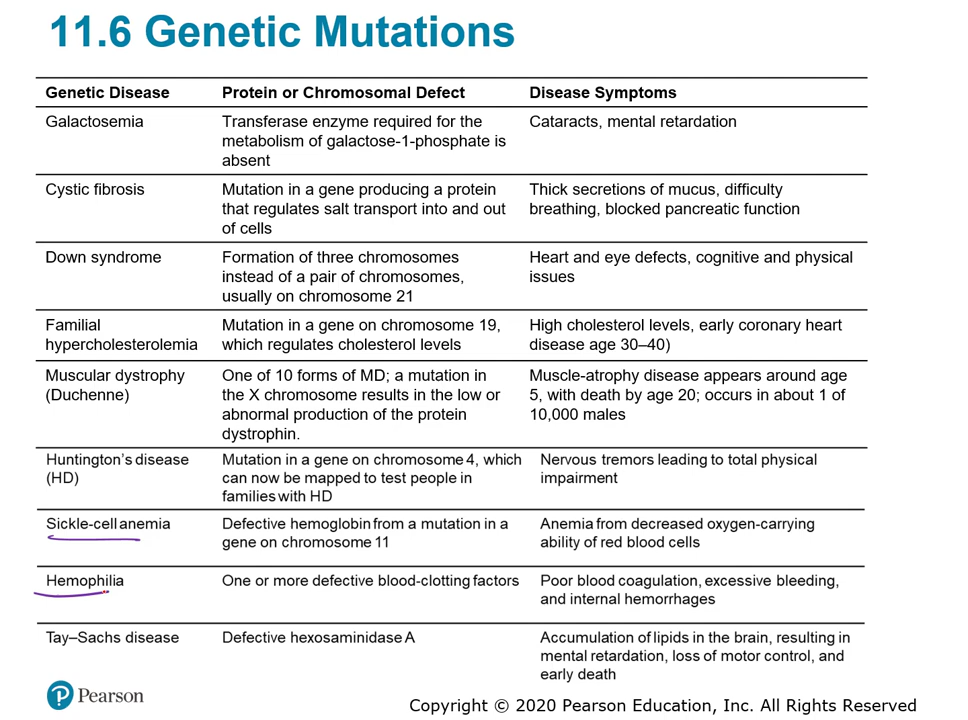 11.6 Genetic Mutations
Genetic Disease Protein or Chromosomal Defect Disease Symptoms
Galactosemia Transferase enzyme required for the Cataracts, mental retardation
metabolism of galactose-1-phosphate is
absent
Cystic fibrosis Mutation in a gene producing a protein Thick secretions of mucus, difficulty
that regulates salt transport into and out breathing, blocked pancreatic function
of cells
Down syndrome Formation of three chromosomes Heart and eye defects, cognitive and physical
instead of a pair of chromosomes, issues
usually on chromosome 21
Familial Mutation in a gene on chromosome 19, High cholesterol levels, early coronary heart
hypercholesterolemia which regulates cholesterol levels disease age 30–40)
Muscular dystrophy One of 10 forms of MD; a mutation in Muscle-atrophy disease appears around age
(Duchenne) the X chromosome results in the low or 5, with death by age 20; occurs in about 1 of
abnormal production of the protein 10,000 males
dystrophin.
Huntington's disease Mutation in a gene on chromosome 4, which Nervous tremors leading to total physical
(HD) can now be mapped to test people in impairment
families with HD
Sickle-cell anemia Defective hemoglobin from a mutation in a Anemia from decreased oxygen-carrying
gene on chromosome 11 ability of red blood cells
Hemophilia One or more defective blood-clotting factors Poor blood coagulation, excessive bleeding,
and internal hemorrhages
Tay–Sachs disease Defective hexosaminidase A Accumulation of lipids in the brain, resulting in
mental retardation, loss of motor control, and
early death
P Pearson
Copyright © 2020 Pearson Education, Inc. All Rights Reserved